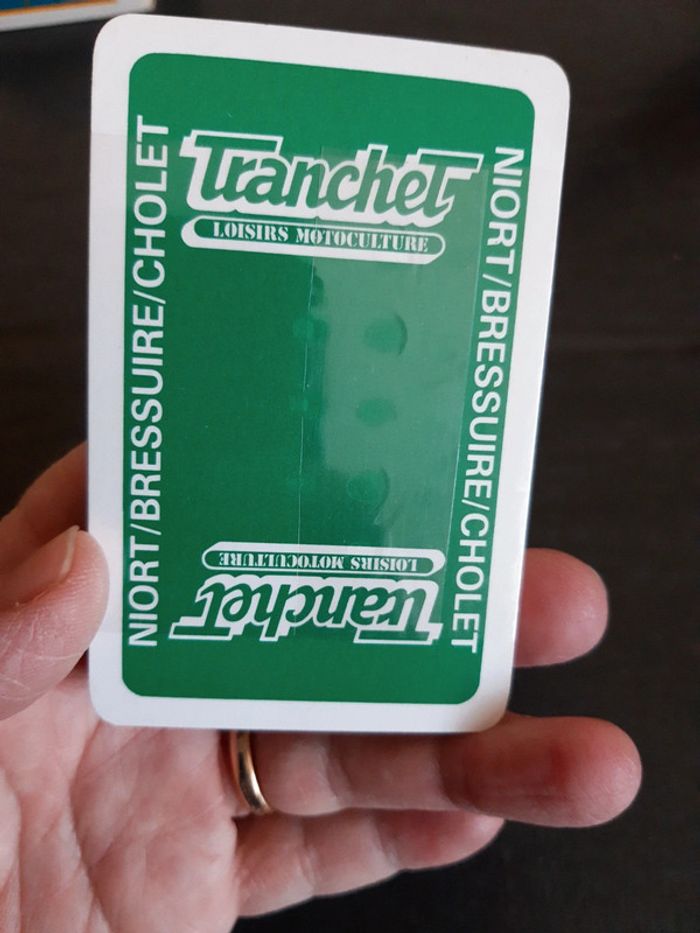 Tranchet
LOISIRS MOTOCULTURE
NIORT/BRESSUIRE/CHOLET
NIORT/BRESSUIRE/CHOLET
LOISIRS MOTOCULTURE
Tranchet